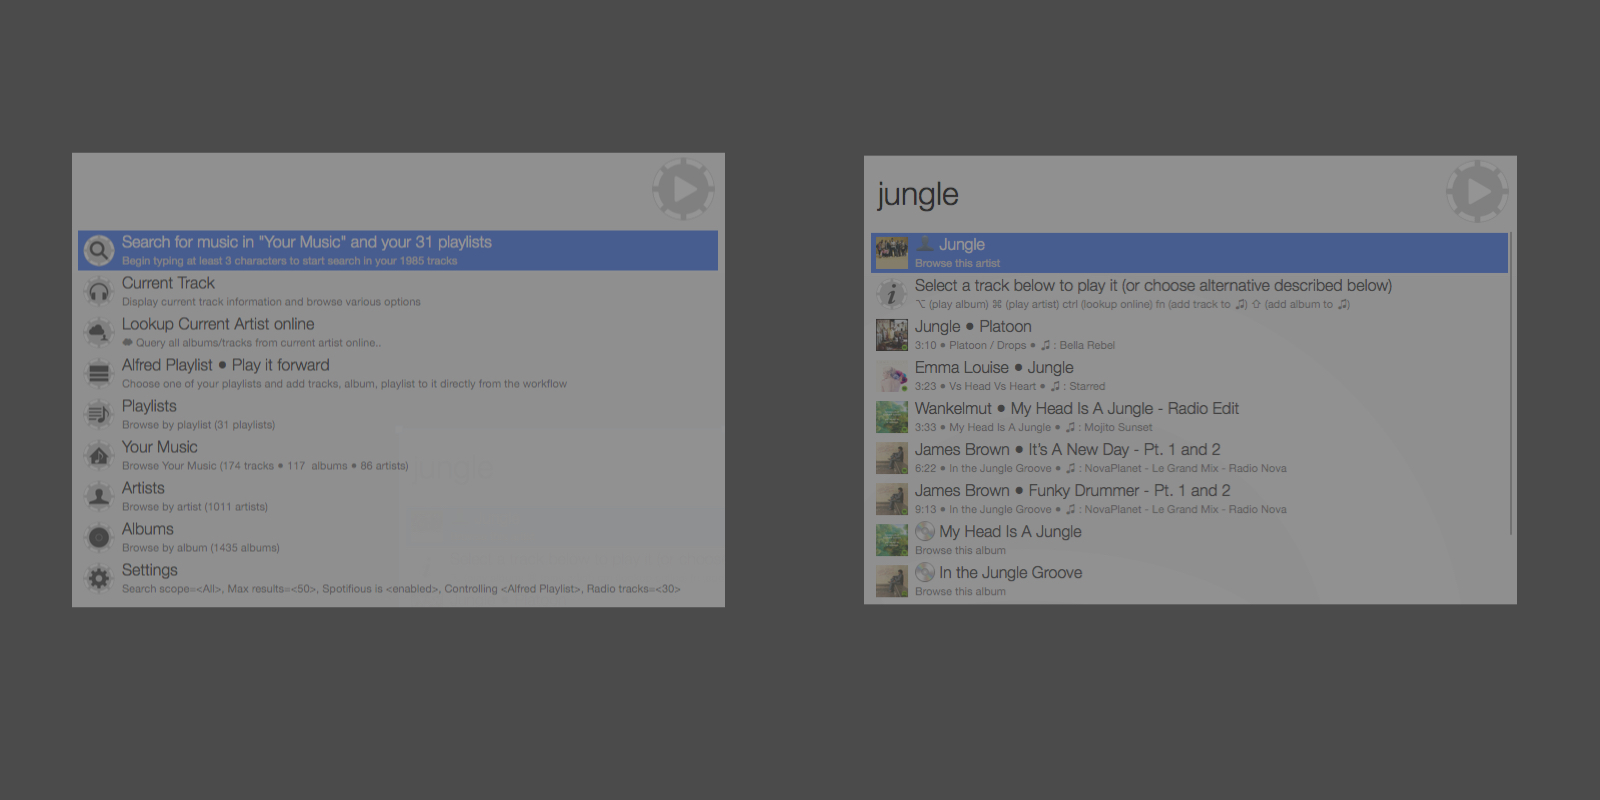 Search for music in "Your Music" and your 31 playlists
Begin typing at least 3 characters to start search in your 1985 tracks
Current Track
Display current track information and browse various options
Lookup Current Artist online
Query all albums/tracks from current artist online..
Alfred Playlist ● Play it forward
Choose one of your playlists and add tracks, album, playlist to it directly from the workflow
Playlists
Browse by playlist (31 playlists)
Your Music
Browse Your Music (174 tracks • 117 albums • 86 artists)
Artists
Browse by artist (1011 artists)
Albums
Browse by album (1435 albums)
Settings
Search scope=<All>, Max results=<50>, Spotifious is <enabled>, Controlling <Alfred Playlist>, Radio tracks=<30>
jungle
jungle
Jungle
Browse this artist
Select a track below to play it (or choose alternative described below)
⌥ (play album) ⌘ (play artist) ctrl (lookup online) fn (add track to ♫) ⇧ (add album to ♫)
Jungle ● Platoon
3:10 • Platoon / Drops • ♫ : Bella Rebel
Emma Louise ● Jungle
3:23 • Vs Head Vs Heart • ♫ : Starred
Wankelmut ● My Head Is A Jungle - Radio Edit
3:33 • My Head Is A Jungle • ♫ : Mojito Sunset
James Brown ● It's A New Day - Pt. 1 and 2
6:22 • In the Jungle Groove • ♫ : NovaPlanet - Le Grand Mix - Radio Nova
James Brown ● Funky Drummer - Pt. 1 and 2
9:13 • In the Jungle Groove • ♫ : NovaPlanet - Le Grand Mix - Radio Nova
My Head Is A Jungle
Browse this album
In the Jungle Groove
Browse this album